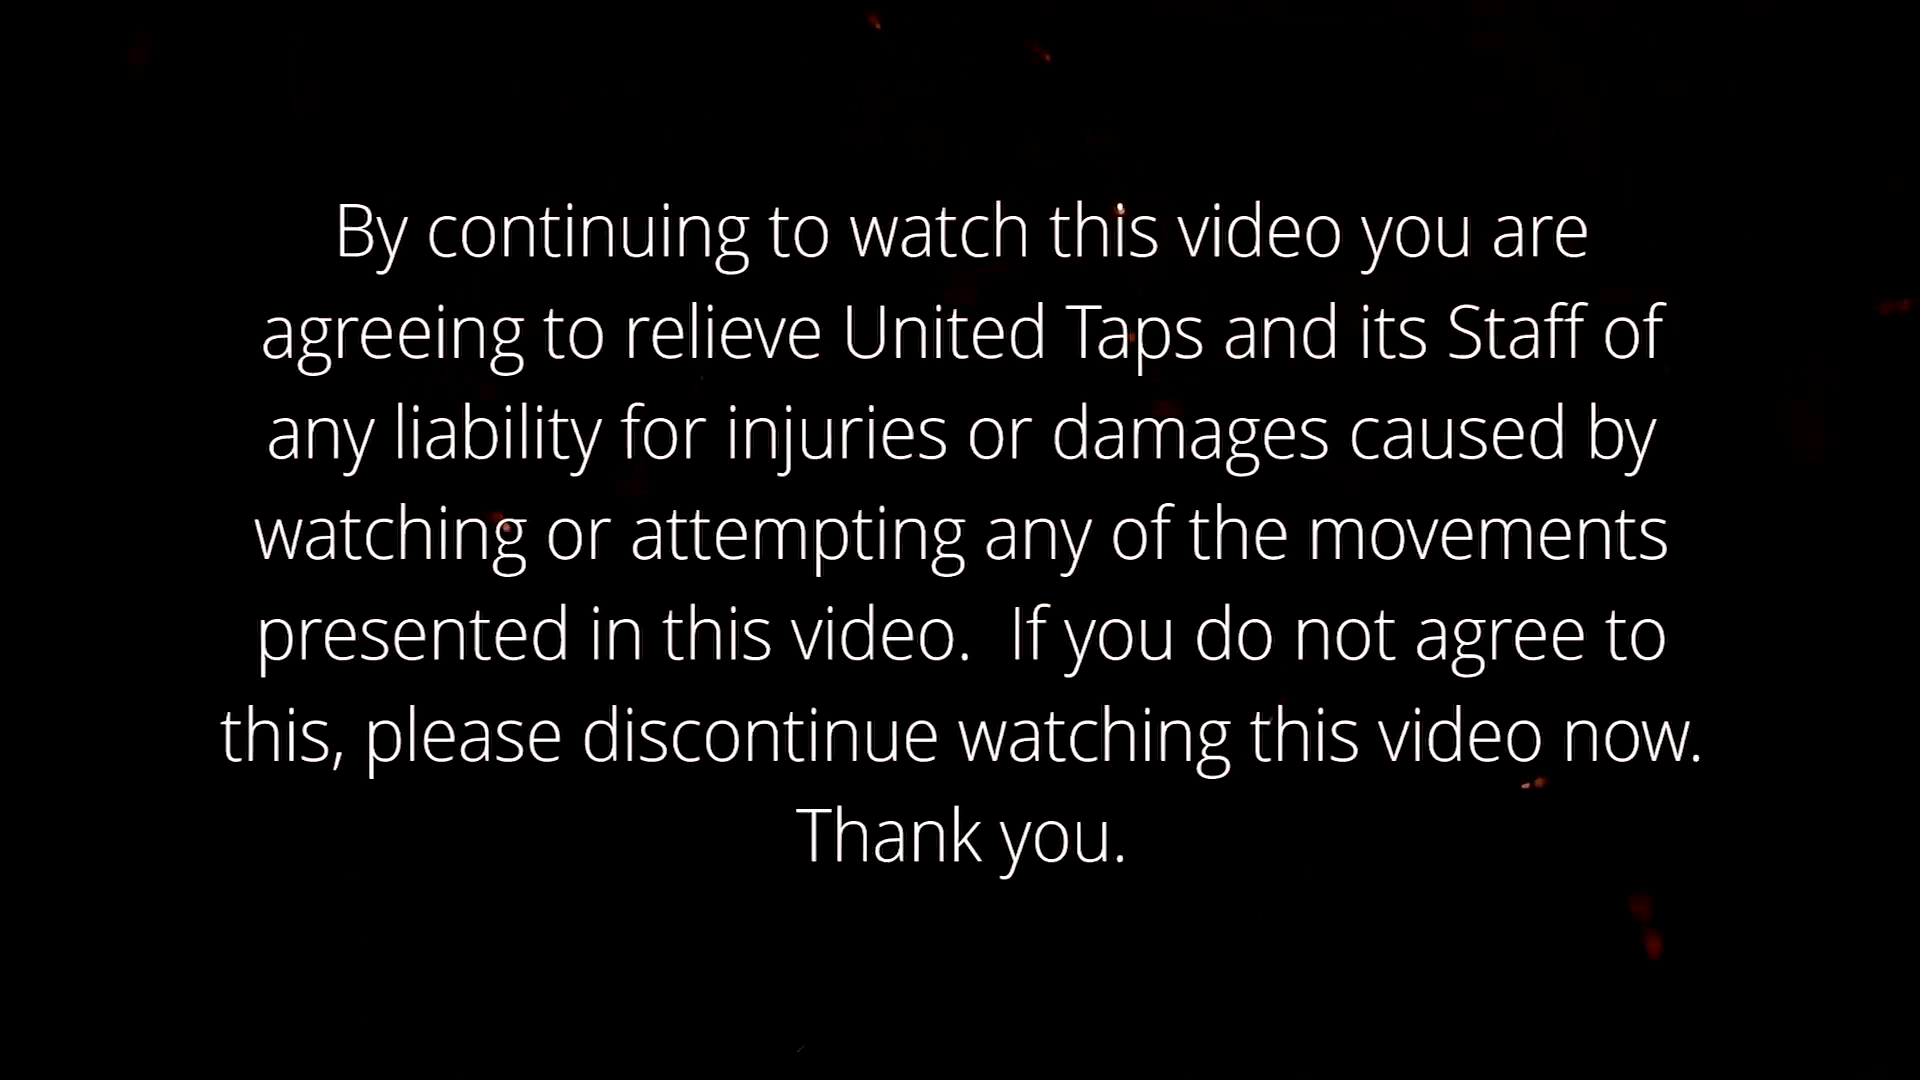 By continuing to watch this video you are
agreeing to relieve United Taps and its Staff of
any liability for injuries or damages caused by
watching or attempting any of the movements
presented in this video.  If you do not agree to
this, please discontinue watching this video now.
Thank you.